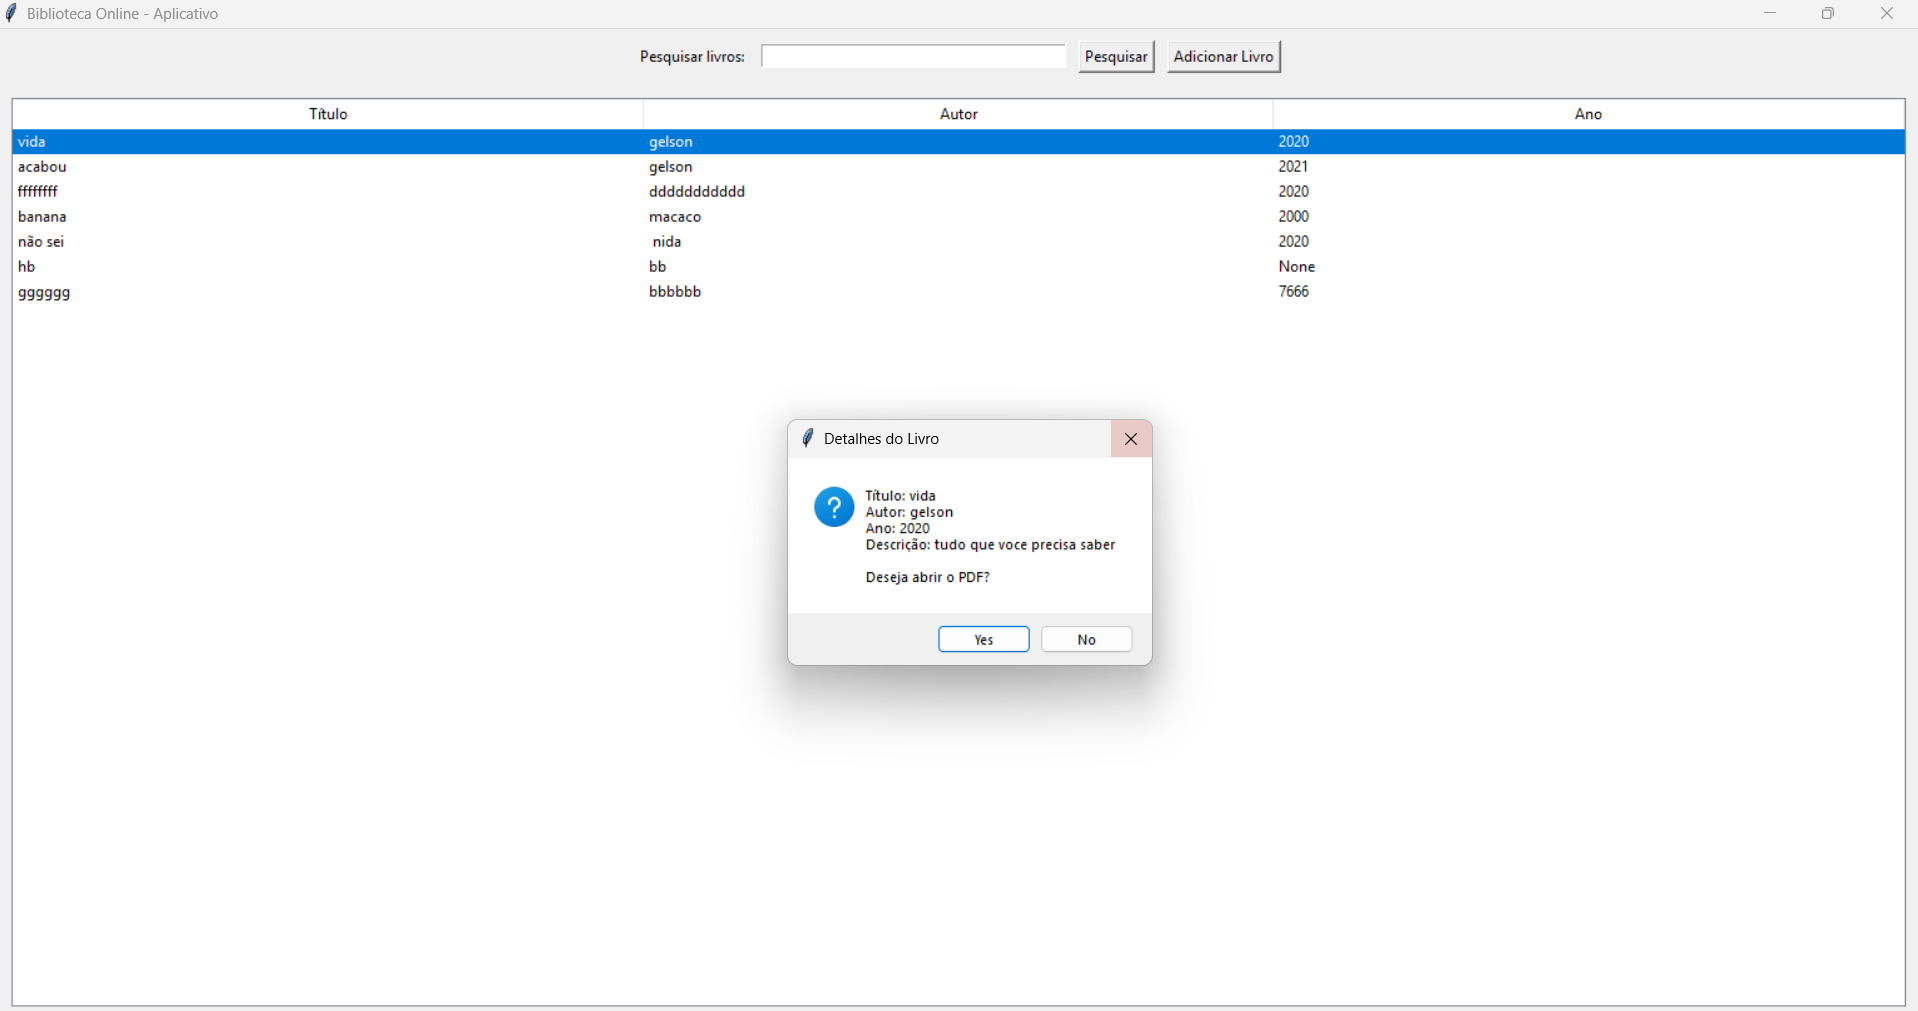 Biblioteca Online - Aplicativo
Pesquisar livros: Pesquisar Adicionar Livro
Título Autor Ano
vida gelson 2020
acabou gelson 2021
ffffffff ddddddddddd 2020
banana macaco 2000
não sei nida 2020
hb bb None
gggggg bbbbbb 7666
Detalhes do Livro
Título: vida
Autor: gelson
Ano: 2020
Descrição: tudo que voce precisa saber
Deseja abrir o PDF?
Yes No